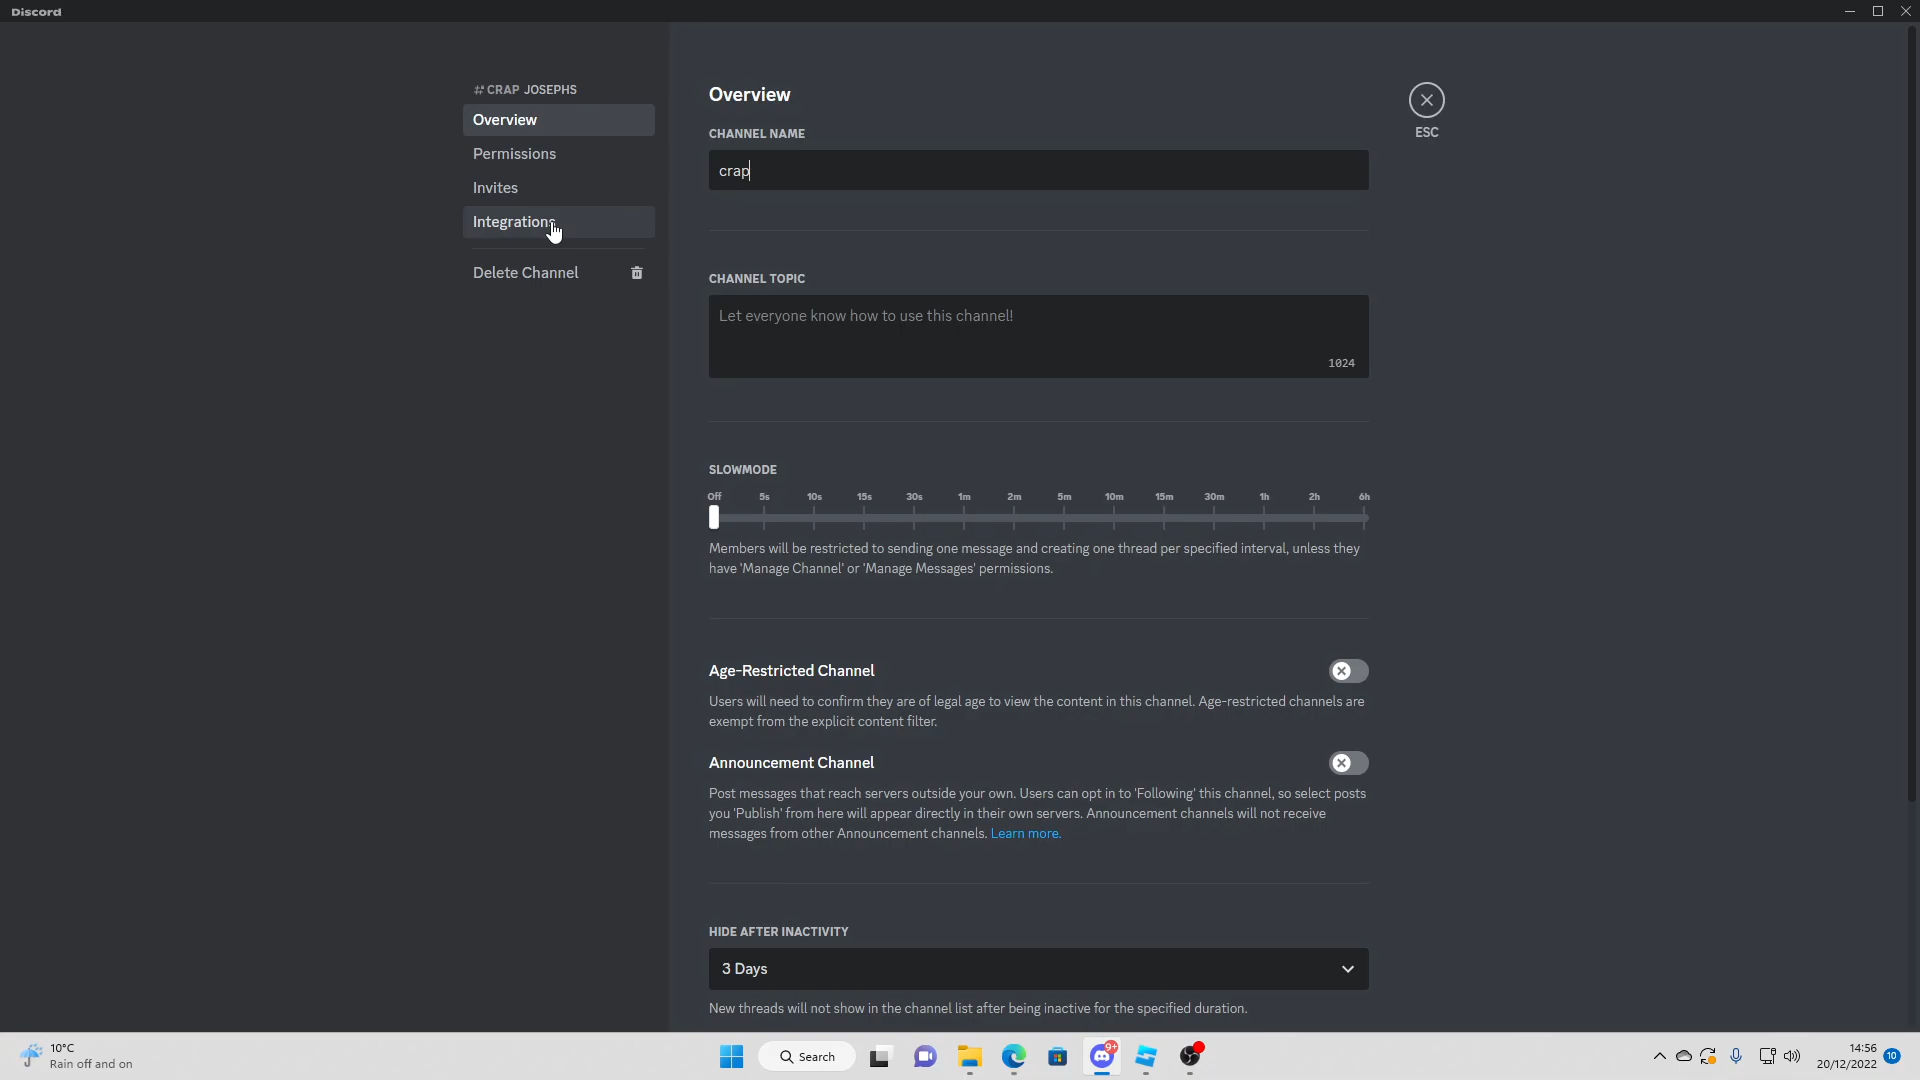 Discord
# CRAP JOSEPHS
Overview
Permissions
Invites
Integrations
Delete Channel
Overview
CHANNEL NAME
crap
ESC
CHANNEL TOPIC
Let everyone know how to use this channel!
1024
SLOWMODE
Off 5s 10s 15s 30s 1m 2m 5m 10m 15m 30m 1h 2h 6h
Members will be restricted to sending one message and creating one thread per specified interval, unless they
have 'Manage Channel' or 'Manage Messages' permissions.
Age-Restricted Channel
Users will need to confirm they are of legal age to view the content in this channel. Age-restricted channels are
exempt from the explicit content filter.
Announcement Channel
Post messages that reach servers outside your own. Users can opt in to 'Following' this channel, so select posts
you 'Publish' from here will appear directly in their own servers. Announcement channels will not receive
messages from other Announcement channels. Learn more.
HIDE AFTER INACTIVITY
3 Days
New threads will not show in the channel list after being inactive for the specified duration.
10°C
Rain off and on
Search
9+
14:56
20/12/2022
10